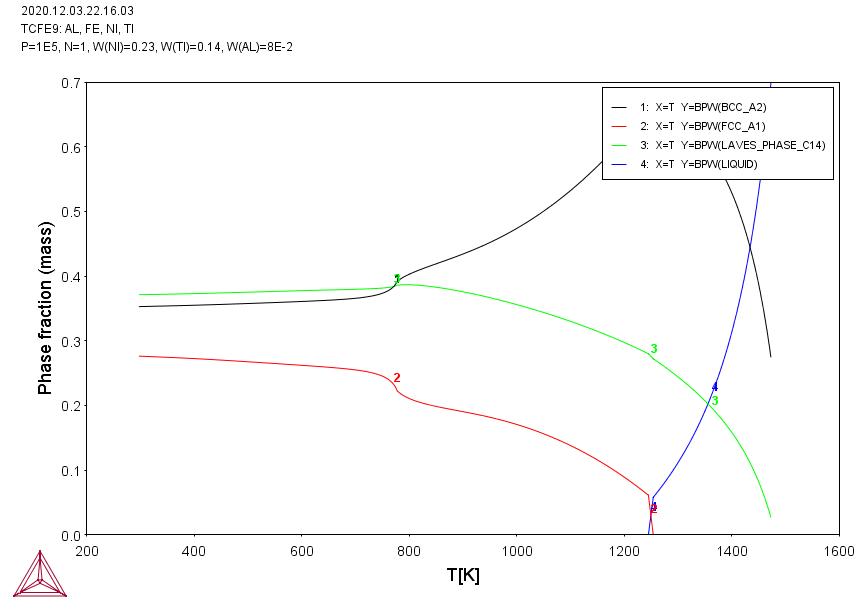 2020.12.03.22.16.03
TCFE9: AL, FE, NI, TI
P=1E5, N=1, W(NI)=0.23, W(TI)=0.14, W(AL)=8E-2
0.7
0.6
0.5
0.4
0.3
0.2
0.1
0.0
Phase fraction (mass)
1: X=T Y=BPW(BCC_A2)
2: X=T Y=BPW(FCC_A1)
3: X=T Y=BPW(LAVES_PHASE_C14)
4: X=T Y=BPW(LIQUID)
2
3
4
3
200 400 600 800 1000 1200 1400 1600
T[K]